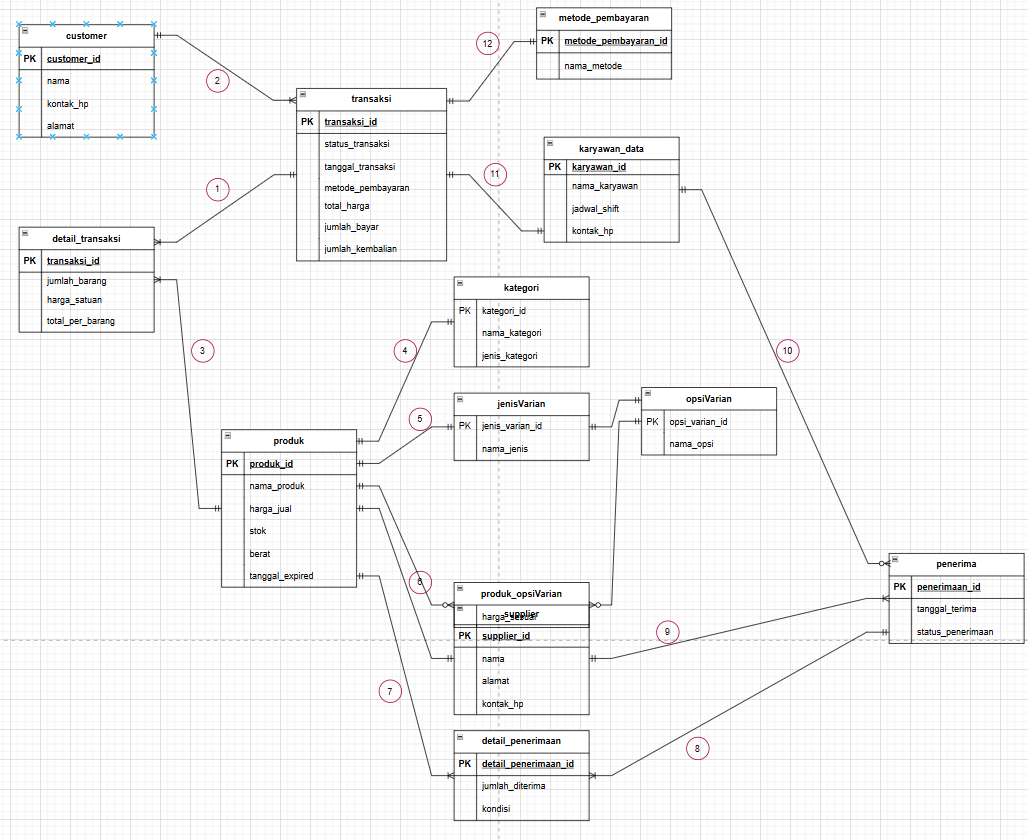 customer
PK customer_id
nama
kontak_hp
alamat
2
12
metode_pembayaran
PK metode_pembayaran_id
nama_metode
transaksi
PK transaksi_id
status_transaksi
tanggal_transaksi
metode_pembayaran
total_harga
jumlah_bayar
jumlah_kembalian
1
11
karyawan_data
PK karyawan_id
nama_karyawan
jadwal_shift
kontak_hp
detail_transaksi
PK transaksi_id
jumlah_barang
harga_satuan
total_per_barang
3
4
10
kategori
PK kategori_id
nama_kategori
jenis_kategori
5
jenisVarian
PK jenis_varian_id
nama_jenis
opsiVarian
PK opsi_varian_id
nama_opsi
produk
PK produk_id
nama_produk
harga_jual
stok
berat
tanggal_expired
6
produk_opsiVarian
harga_sesuai
supplier
PK supplier_id
nama
alamat
kontak_hp
penerima
PK penerimaan_id
tanggal_terima
status_penerimaan
9
7
8
detail_penerimaan
PK detail_penerimaan_id
jumlah_diterima
kondisi